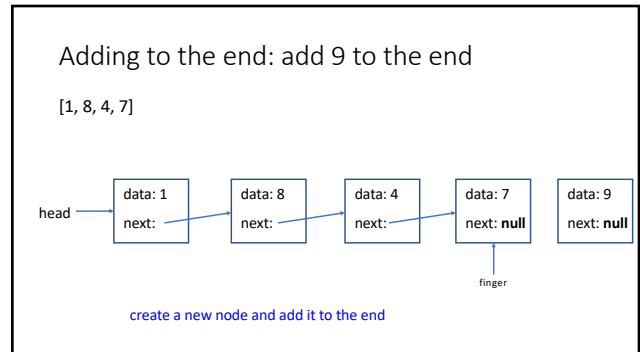 Adding to the end: add 9 to the end
[1, 8, 4, 7]
head
data: 1
next:
data: 8
next:
data: 4
next:
data: 7
next: null
data: 9
next: null
finger
create a new node and add it to the end